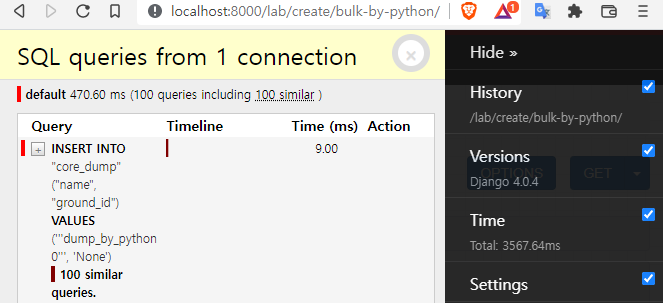 localhost:8000/lab/create/bulk-by-python/
1
SQL queries from 1 connection
×
Hide »
default 470.60 ms (100 queries including 100 similar )
History
/lab/create/bulk-by-python/
Query Timeline Time (ms) Action
+ INSERT INTO 9.00
"core_dump"
("name",
"ground_id")
VALUES
('''dump_by_python
0''', 'None')
100 similar
queries.
Versions
OPTIONS GET
Django 4.0.4
Time
Total: 3567.64ms
Settings